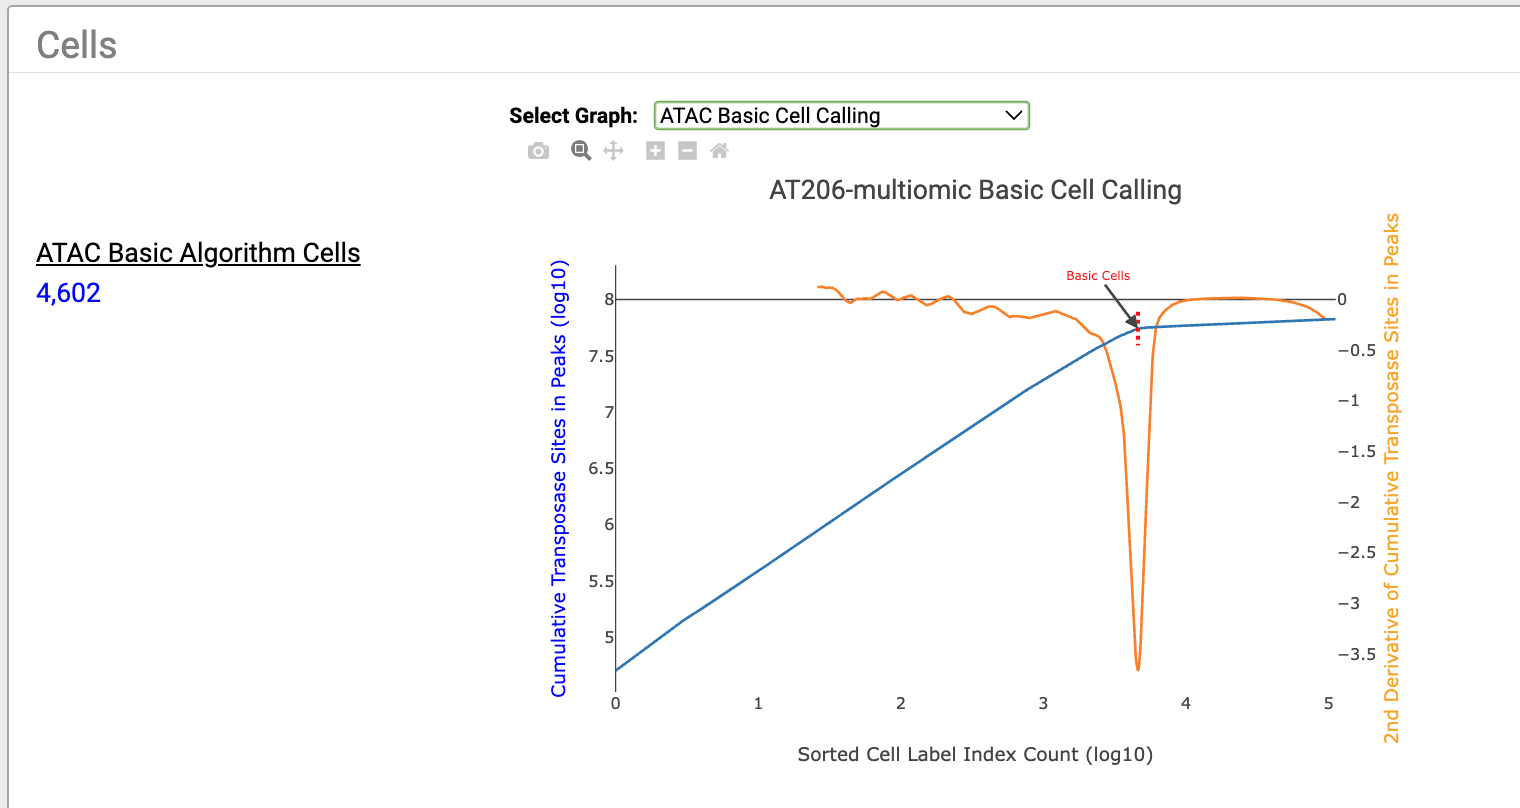 Cells
Select Graph: ATAC Basic Cell Calling
AT206-multiomic Basic Cell Calling
ATAC Basic Algorithm Cells
4,602
Cumulative Transposase Sites in Peaks (log10)
8
7.5
7
6.5
6
5.5
5
Basic Cells
0
−0.5
−1
−1.5
−2
−2.5
−3
−3.5
2nd Derivative of Cumulative Transposase Sites in Peaks
0 1 2 3 4 5
Sorted Cell Label Index Count (log10)